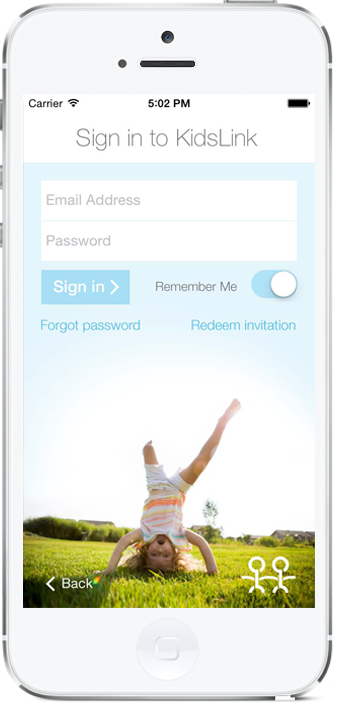 Carrier 5:02 PM
Sign in to KidsLink
Email Address
Password
Sign in Remember Me
Forgot password Redeem invitation
Back